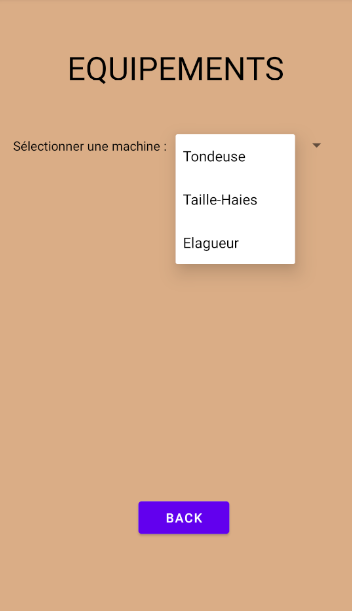 EQUIPEMENTS
Sélectionner une machine :
Tondeuse
Taille-Haies
Elagueur
BACK